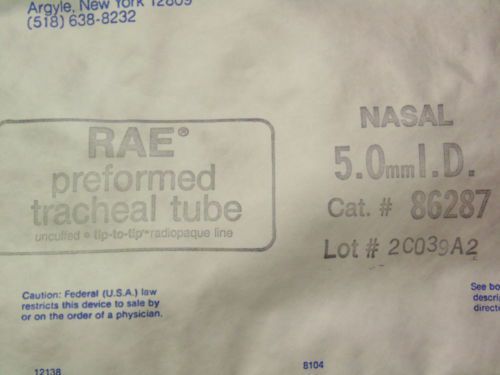 Argyle, New York 12809
(518) 638-8232
RAE®
preformed
tracheal tube
uncuffed • tip-to-tip™ radiopaque line
NASAL
5.0mm I.D.
Cat. # 86287
Lot # 2C039A2
Caution: Federal (U.S.A.) law
restricts this device to sale by
or on the order of a physician.
See bo
descri
directi
12138
8104